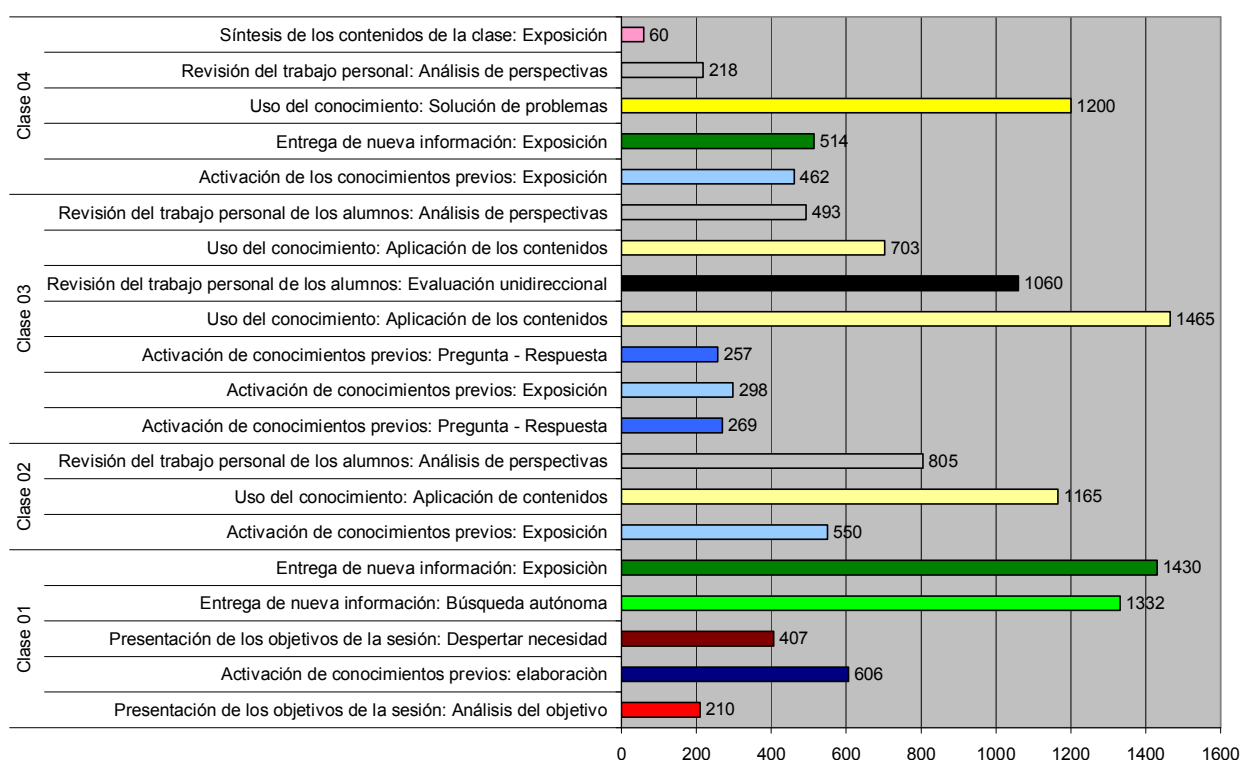 Clase 04
Síntesis de los contenidos de la clase: Exposición 60
Revisión del trabajo personal: Análisis de perspectivas 218
Uso del conocimiento: Solución de problemas 1200
Entrega de nueva información: Exposición 514
Activación de los conocimientos previos: Exposición 462
Clase 03
Revisión del trabajo personal de los alumnos: Análisis de perspectivas 493
Uso del conocimiento: Aplicación de los contenidos 703
Revisión del trabajo personal de los alumnos: Evaluación unidireccional 1060
Uso del conocimiento: Aplicación de los contenidos 1465
Activación de conocimientos previos: Pregunta - Respuesta 257
Activación de conocimientos previos: Exposición 298
Activación de conocimientos previos: Pregunta - Respuesta 269
Clase 02
Revisión del trabajo personal de los alumnos: Análisis de perspectivas 805
Uso del conocimiento: Aplicación de contenidos 1165
Activación de conocimientos previos: Exposición 550
Clase 01
Entrega de nueva información: Exposiciòn 1430
Entrega de nueva información: Búsqueda autónoma 1332
Presentación de los objetivos de la sesión: Despertar necesidad 407
Activación de conocimientos previos: elaboraciòn 606
Presentación de los objetivos de la sesión: Análisis del objetivo 210
0 200 400 600 800 1000 1200 1400 1600